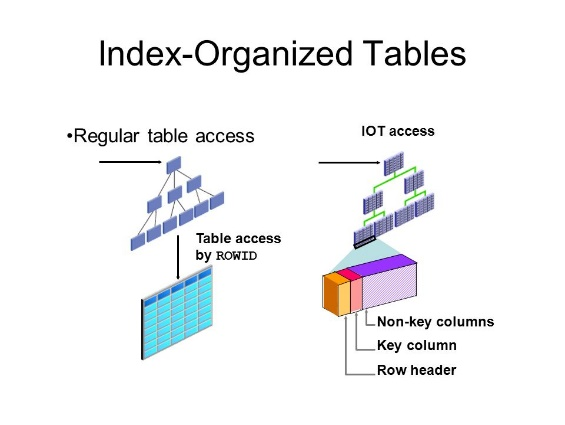 Index-Organized Tables
•Regular table access
IOT access
Table access
by ROWID
Non-key columns
Key column
Row header